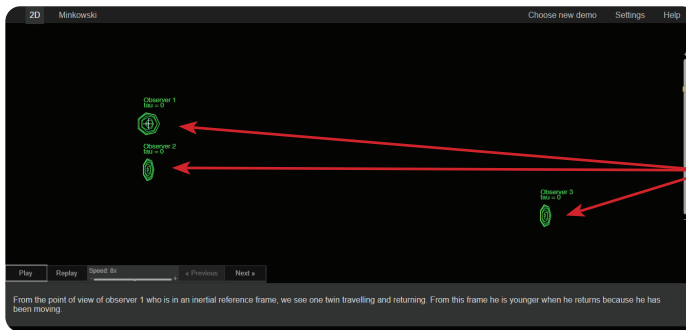 2D Minkowski Choose new demo Settings Help
Observer 1
tau = 0
Observer 2
tau = 0
Observer 3
tau = 0
Play Replay Speed: 8x - + « Previous Next »
From the point of view of observer 1 who is in an inertial reference frame, we see one twin travelling and returning. From this frame he is younger when he returns because he has
been moving.